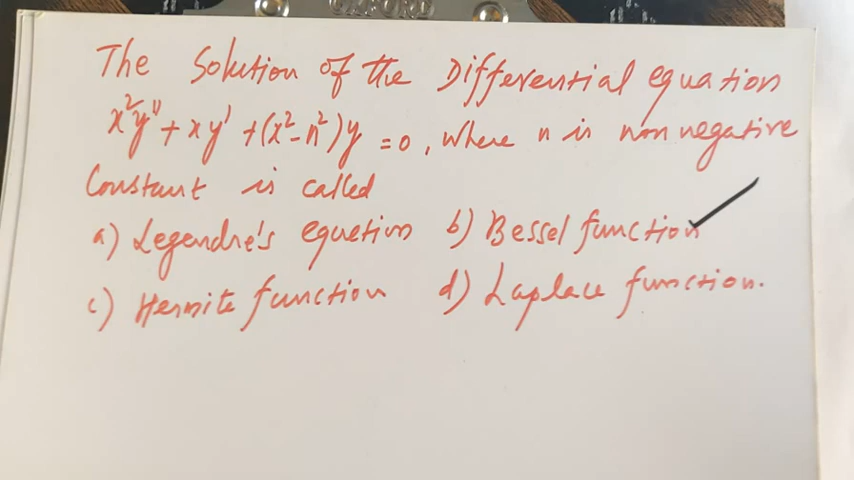 The Solution of the Differential equation
x²y" + xy' + (x² - n²)y = 0, where n is non negative
Constant is called
a) Legendre's equation b) Bessel function
c) Hermite function d) Laplace function.